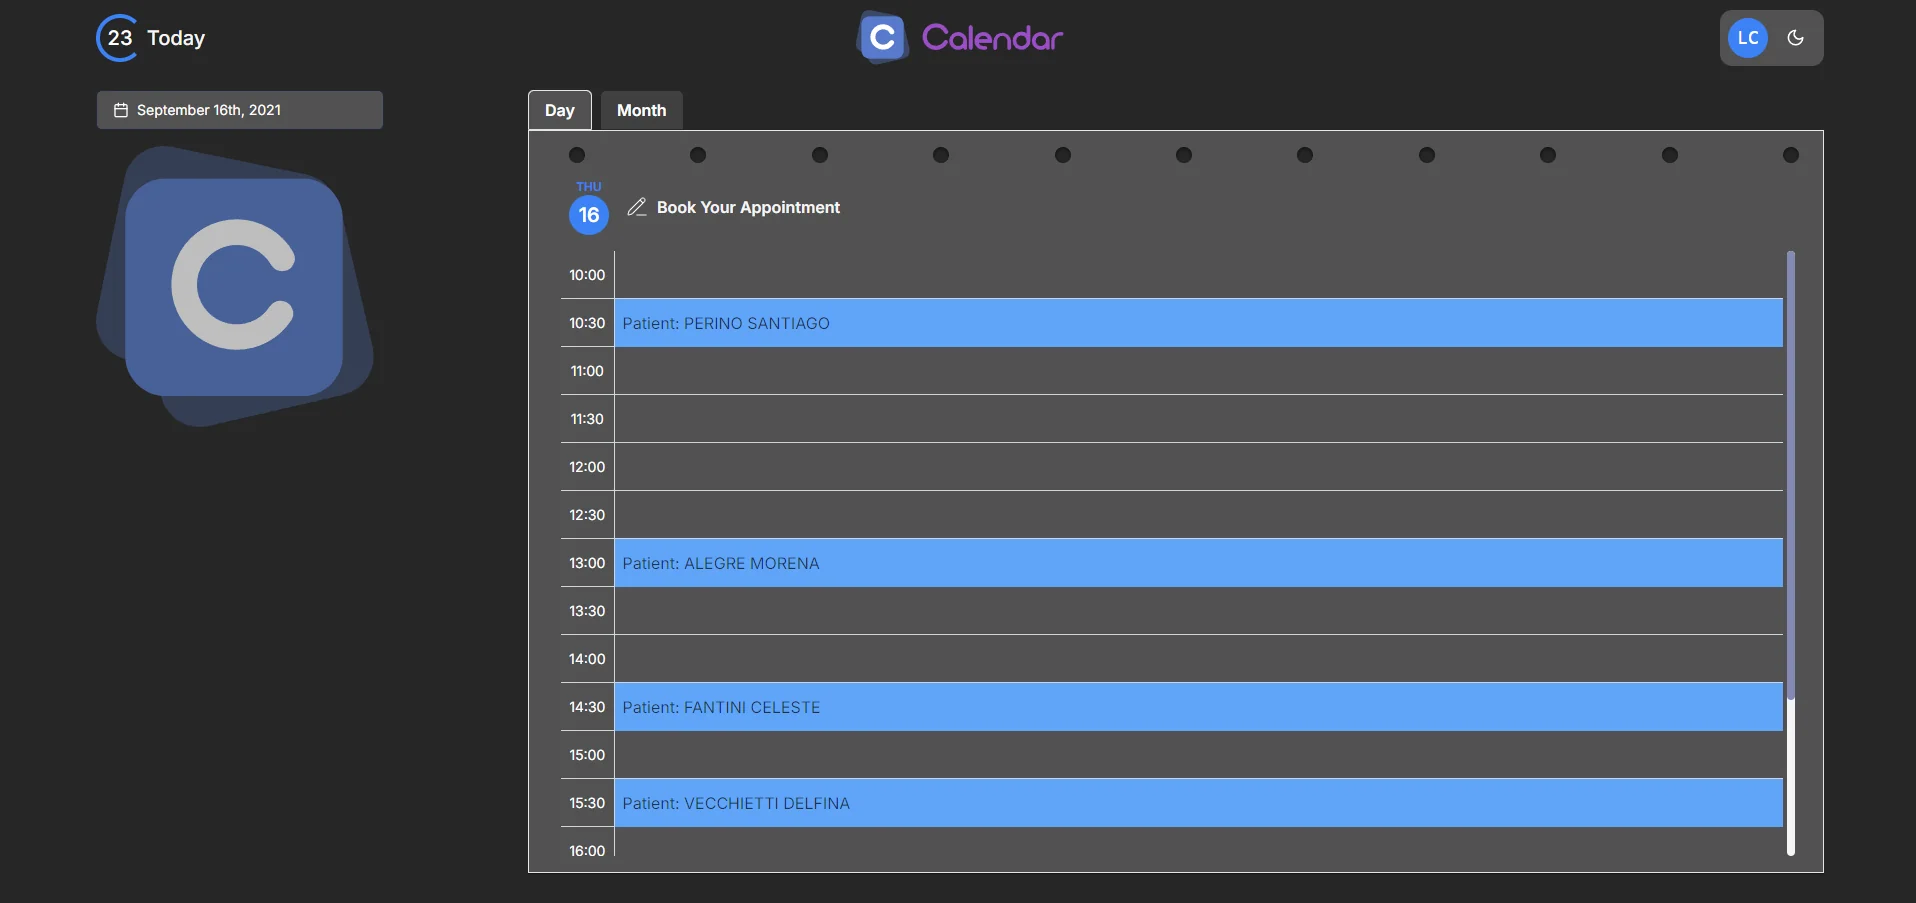 23 Today
C Calendar
LC
September 16th, 2021
C
Day Month
THU
16
Book Your Appointment
10:00
10:30 Patient: PERINO SANTIAGO
11:00
11:30
12:00
12:30
13:00 Patient: ALEGRE MORENA
13:30
14:00
14:30 Patient: FANTINI CELESTE
15:00
15:30 Patient: VECCHIETTI DELFINA
16:00